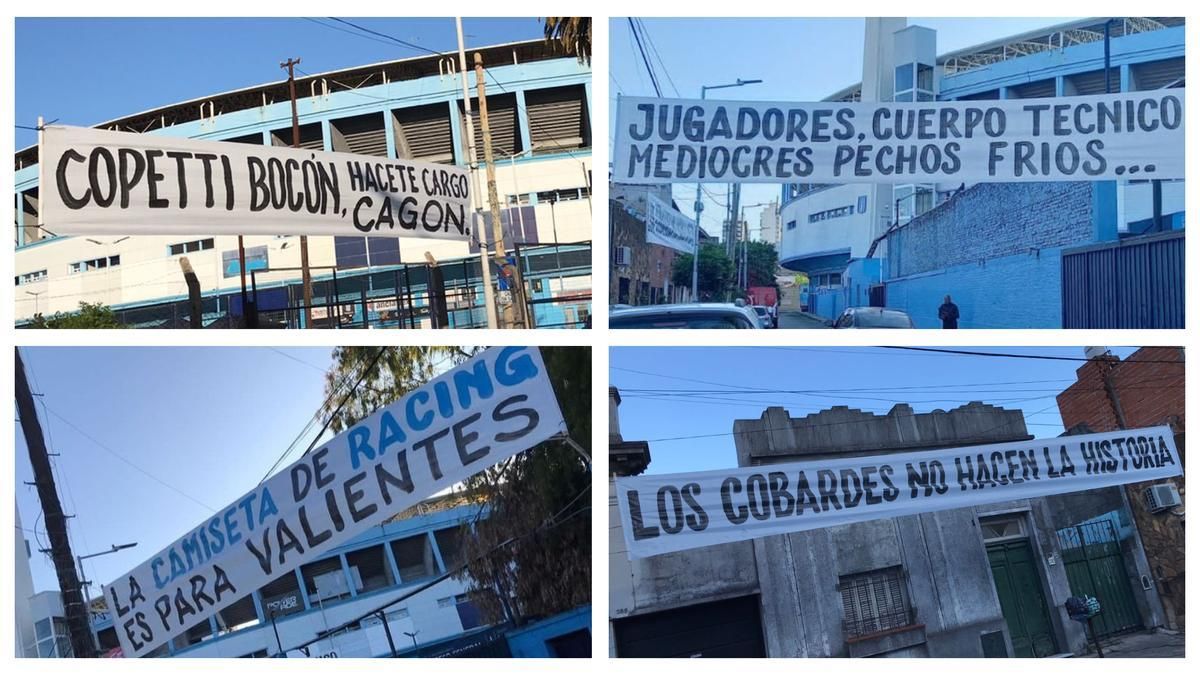 COPETTI BOCÓN, HACETE CARGO
CAGON.
JUGADORES, CUERPO TECNICO
MEDIOCRES PECHOS FRIOS...
LA CAMISETA DE RACING
ES PARA VALIENTES
LOS COBARDES NO HACEN LA HISTORIA